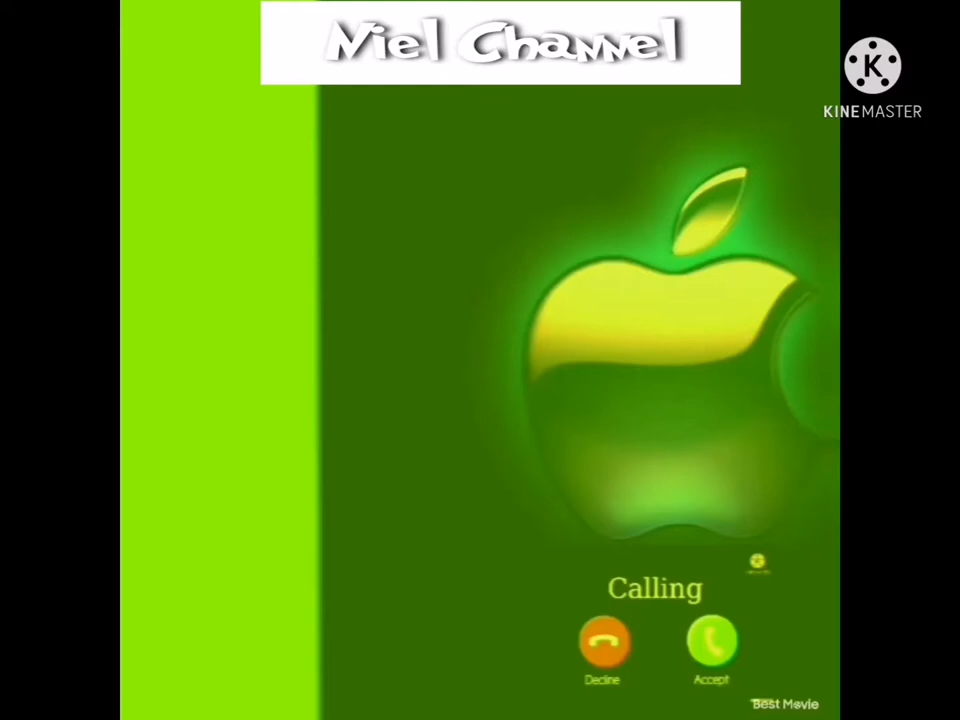 Niel Channel
K
KINEMASTER
Calling
Decline
Accept
Best Movie